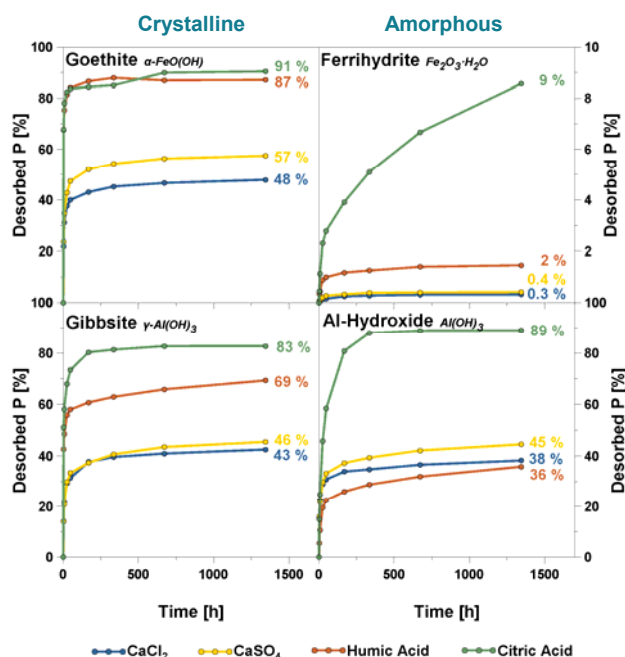 Crystalline
Amorphous
Goethite α-FeO(OH)
Desorbed P [%]
100
80
60
40
20
100
91 %
87 %
57 %
48 %
Ferrihydrite Fe₂O₃·H₂O
Desorbed P [%]
10
8
6
4
2
100
9 %
2 %
0.4 %
0.3 %
Gibbsite γ-Al(OH)₃
Desorbed P [%]
80
60
40
20
0
83 %
69 %
46 %
43 %
Al-Hydroxide Al(OH)₃
Desorbed P [%]
80
60
40
20
0
89 %
45 %
38 %
36 %
0 500 1000 1500
0 500 1000 1500
Time [h]
Time [h]
CaCl₂ CaSO₄ Humic Acid Citric Acid